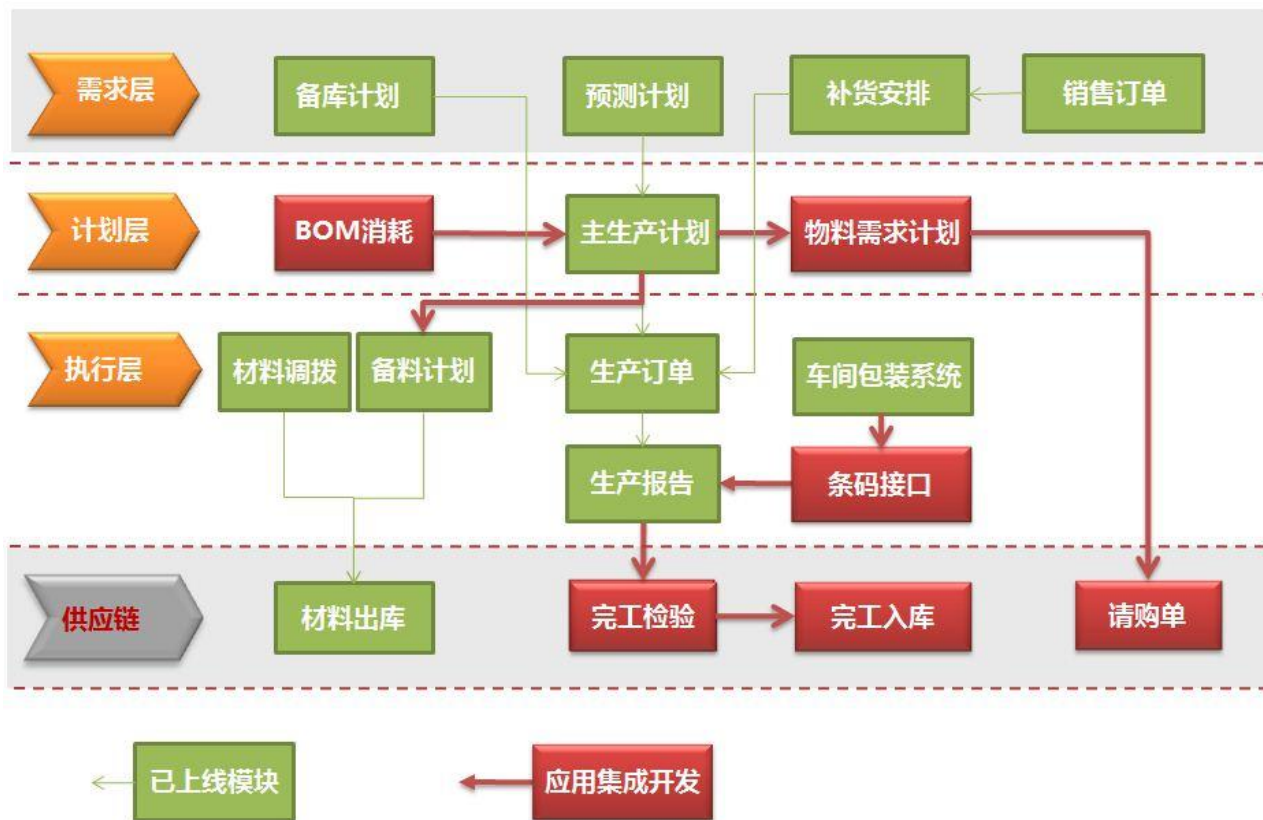 需求层
备库计划
预测计划
补货安排
销售订单
计划层
BOM消耗
主生产计划
物料需求计划
执行层
材料调拨
备料计划
生产订单
车间包装系统
生产报告
条码接口
供应链
材料出库
完工检验
完工入库
请购单
已上线模块
应用集成开发